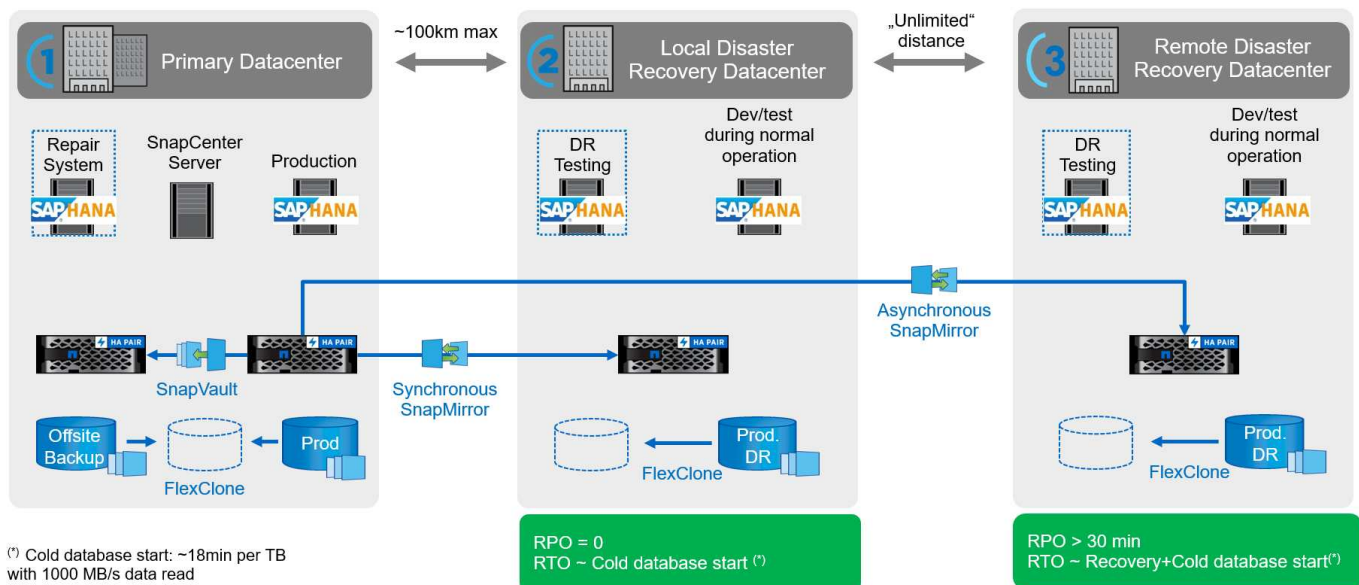 1
Primary Datacenter
~100km max
2
Local Disaster
Recovery Datacenter
„Unlimited“
distance
3
Remote Disaster
Recovery Datacenter
Repair
System
SAP HANA
SnapCenter
Server
Production
SAP HANA
DR
Testing
SAP HANA
Dev/test
during normal
operation
SAP HANA
DR
Testing
SAP HANA
Dev/test
during normal
operation
SAP HANA
Asynchronous
SnapMirror
HA PAIR
SnapVault
HA PAIR
Synchronous
SnapMirror
HA PAIR
HA PAIR
Offsite
Backup
FlexClone
Prod
FlexClone
Prod.
DR
FlexClone
Prod.
DR
(*) Cold database start: ~18min per TB
with 1000 MB/s data read
RPO = 0
RTO ~ Cold database start (*)
RPO > 30 min
RTO ~ Recovery+Cold database start(*)